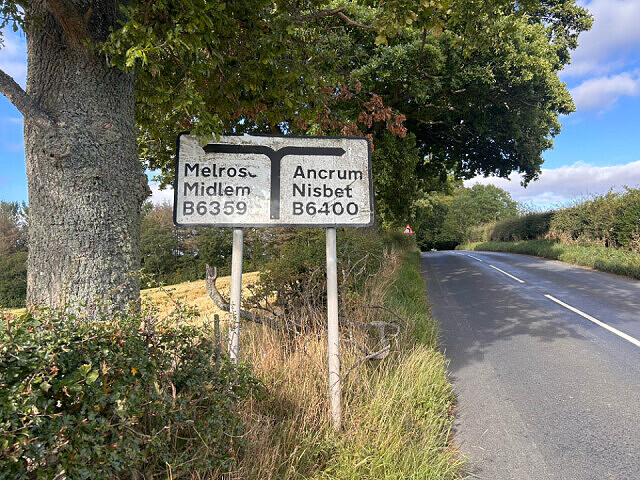 Melrose
Midlem
B6359
Ancrum
Nisbet
B6400